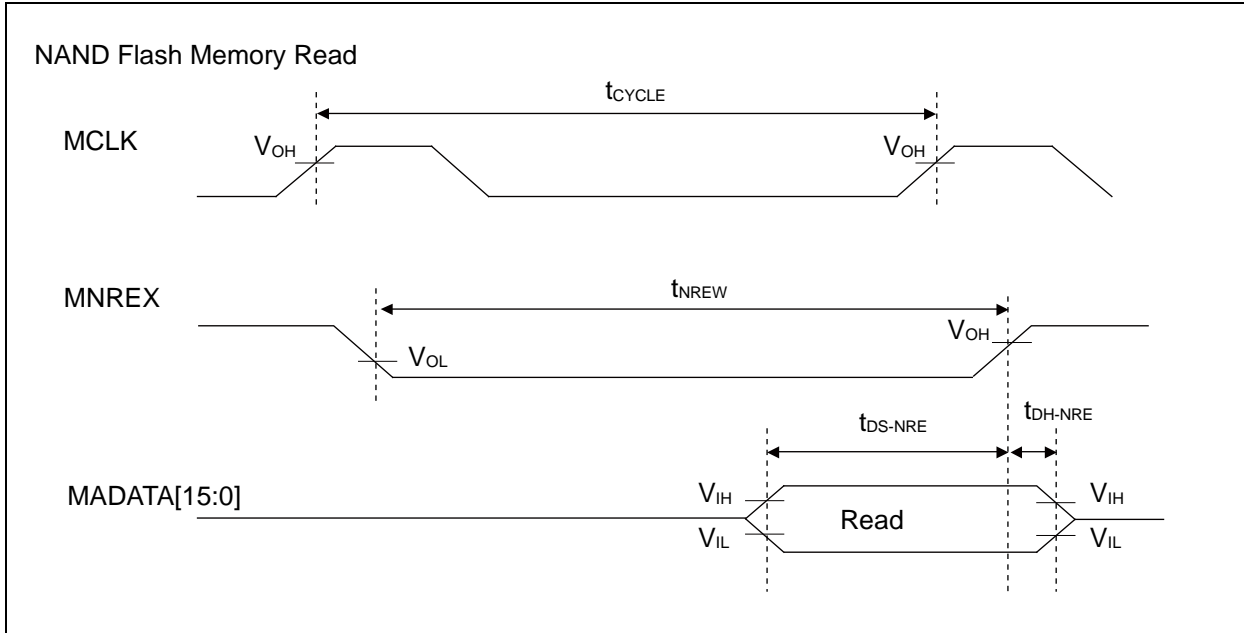 NAND Flash Memory Read
tCYCLE
MCLK
VOH
VOH
tNREW
MNREX
VOH
VOL
tDS-NRE
tDH-NRE
MADATA[15:0]
VIH
VIH
Read
VIL
VIL